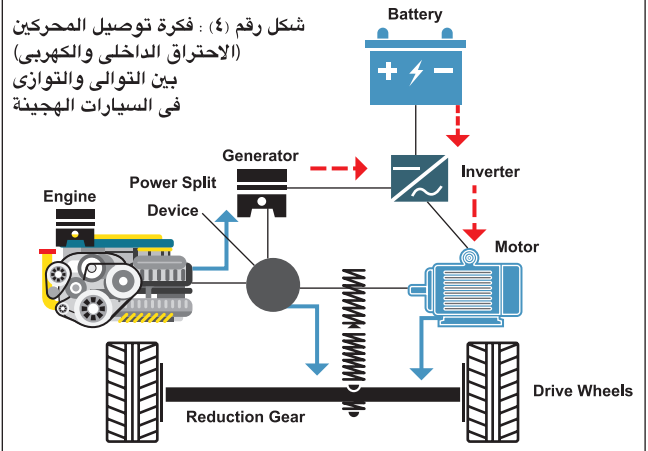 شكل رقم (٤) : فكرة توصيل المحركين
(الاحتراق الداخلى والكهربى)
بين التوالى والتوازى
فى السيارات الهجينة
Battery
Generator
Inverter
Power Split
Device
Engine
Motor
Drive Wheels
Reduction Gear